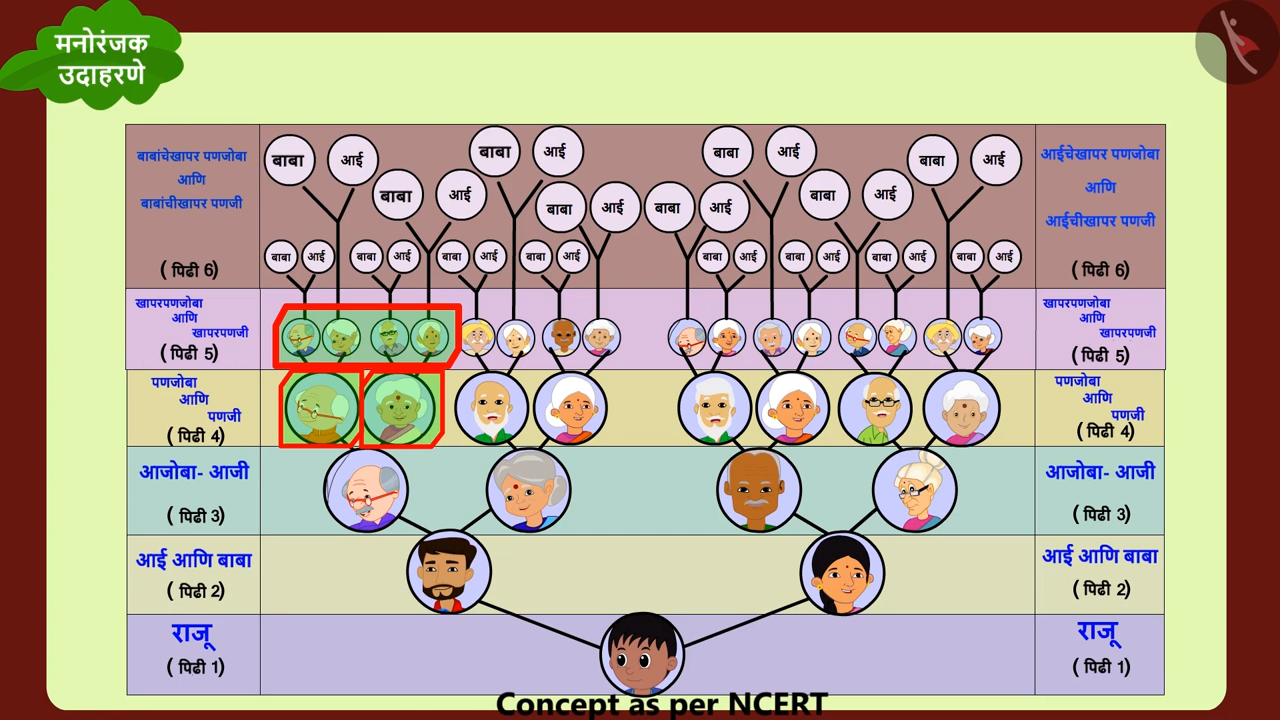 मनोरंजक
उदाहरणे
बाबांचेखापर पणजोबा
आणि
बाबांचीखापर पणजी
( पिढी 6)
बाबा आई बाबा आई बाबा आई बाबा आई
बाबा आई बाबा आई बाबा आई बाबा आई
बाबा आई बाबा आई बाबा आई बाबा आई
बाबा आई बाबा आई बाबा आई बाबा आई
आईचेखापर पणजोबा
आणि
आईचीखापर पणजी
( पिढी 6)
खापरपणजोबा
आणि
खापरपणजी
( पिढी 5)
खापरपणजोबा
आणि
खापरपणजी
( पिढी 5)
पणजोबा
आणि
पणजी
( पिढी 4)
पणजोबा
आणि
पणजी
( पिढी 4)
आजोबा- आजी
( पिढी 3)
आजोबा- आजी
( पिढी 3)
आई आणि बाबा
( पिढी 2)
आई आणि बाबा
( पिढी 2)
राजू
( पिढी 1)
राजू
( पिढी 1)
Concept as per NCERT